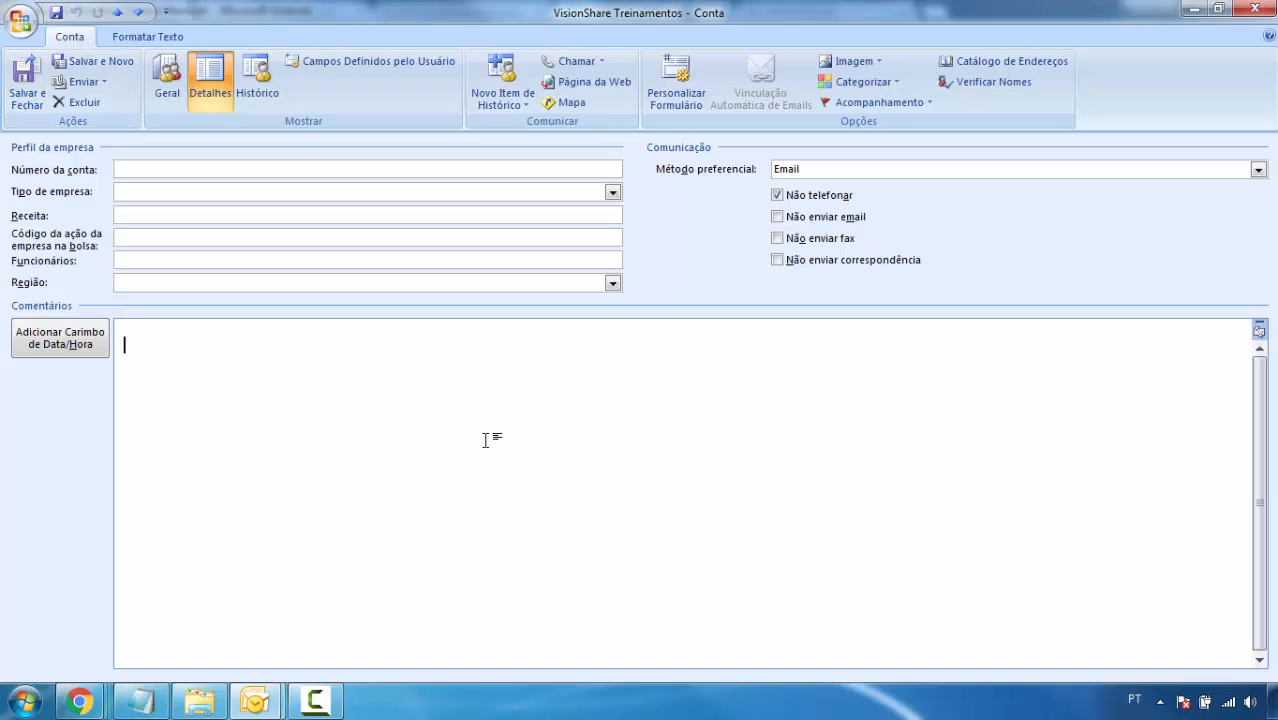 VisionShare Treinamentos - Conta
Conta
Formatar Texto
Salvar e Fechar
Salvar e Novo
Enviar
Excluir
Ações
Geral
Detalhes
Histórico
Campos Definidos pelo Usuário
Mostrar
Novo Item de Histórico
Chamar
Página da Web
Mapa
Comunicar
Personalizar Formulário
Vinculação Automática de Emails
Imagem
Categorizar
Acompanhamento
Opções
Catálogo de Endereços
Verificar Nomes
Perfil da empresa
Número da conta:
Tipo de empresa:
Receita:
Código da ação da
empresa na bolsa:
Funcionários:
Região:
Comunicação
Método preferencial:
Email
Não telefonar
Não enviar email
Não enviar fax
Não enviar correspondência
Comentários
Adicionar Carimbo
de Data/Hora
PT